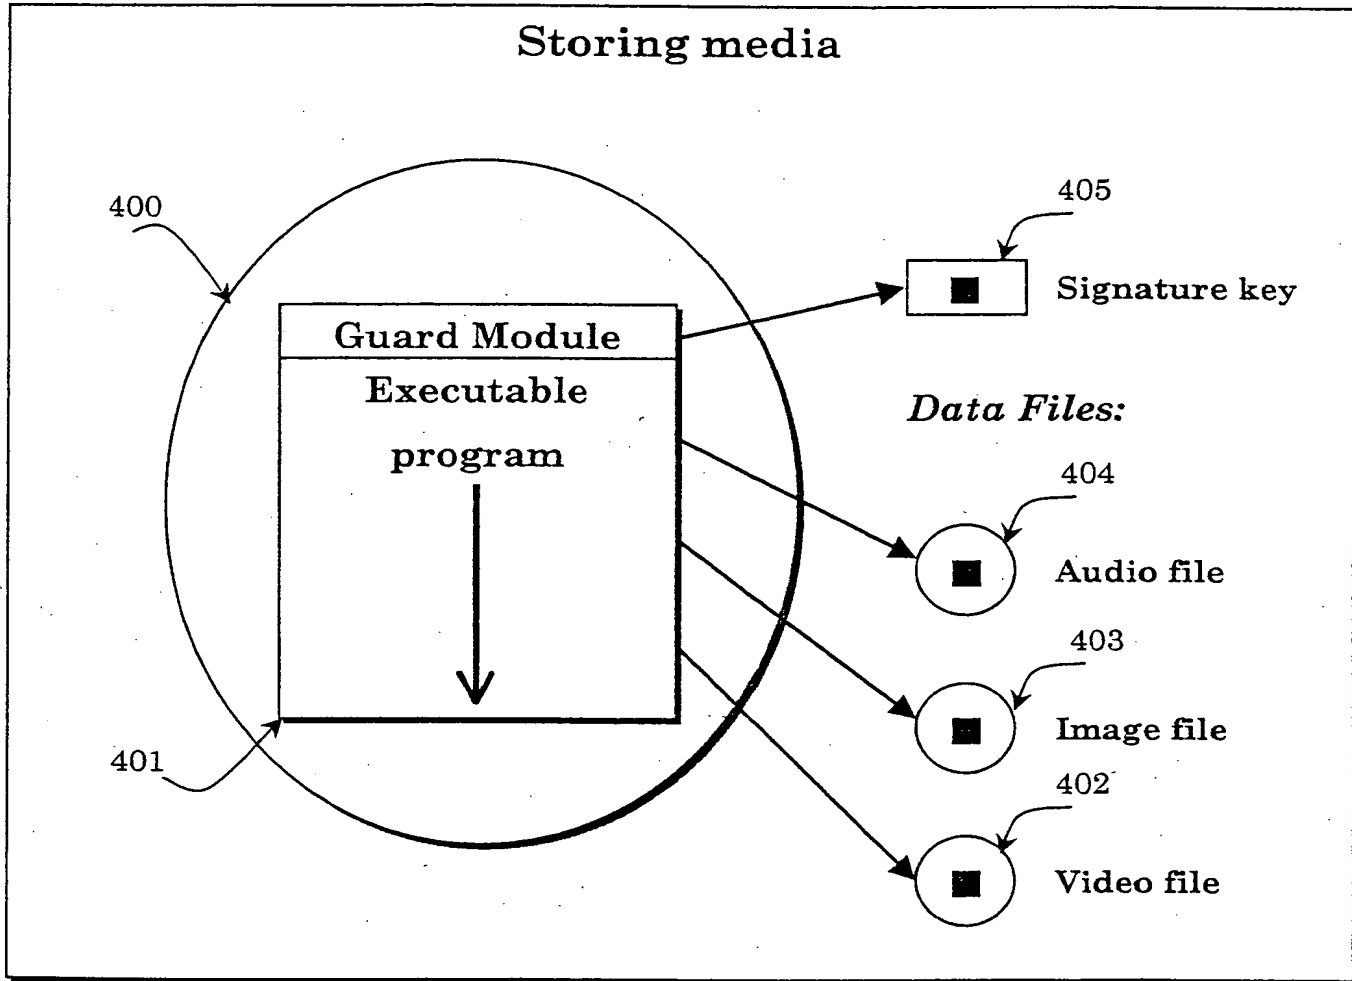 Storing media
400
405
Signature key
Guard Module
Executable
program
Data Files:
404
Audio file
403
Image file
401
402
Video file